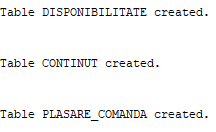 Table DISPONIBILITATE created.
Table CONTINUT created.
Table PLASARE_COMANDA created.